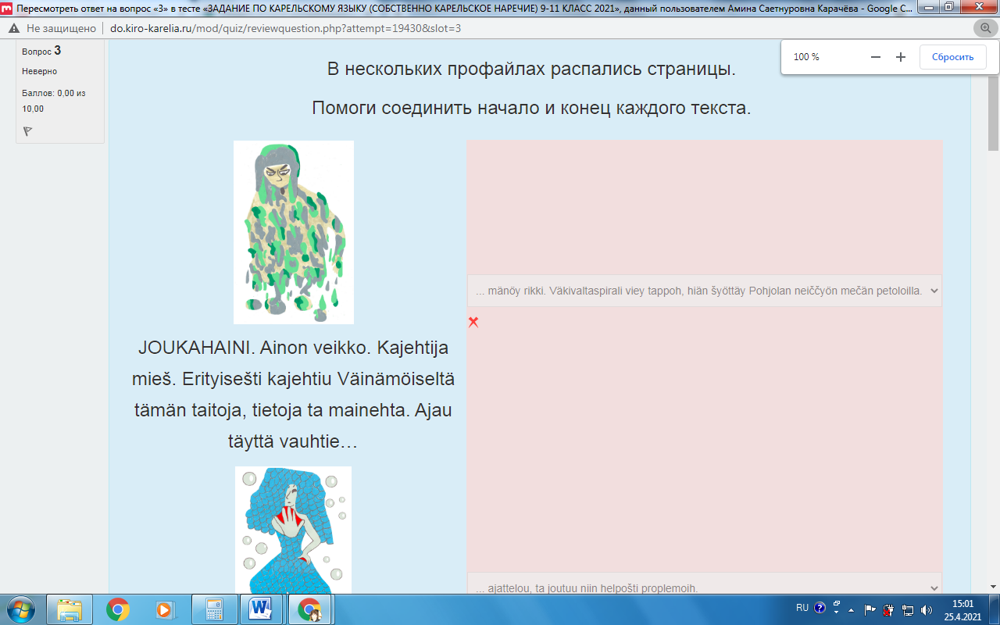 Пересмотреть ответ на вопрос «3» в тесте «ЗАДАНИЕ ПО КАРЕЛЬСКОМУ ЯЗЫКУ (СОБСТВЕННО КАРЕЛЬСКОЕ НАРЕЧИЕ) 9-11 КЛАСС 2021», данный пользователем Амина Саетнуровна Карачёва - Google C...
Не защищено | do.kiro-karelia.ru/mod/quiz/reviewquestion.php?attempt=19430&slot=3
100 %
Сбросить
Вопрос 3
Неверно
Баллов: 0,00 из
10,00
В нескольких профайлах распались страницы.
Помоги соединить начало и конец каждого текста.
... mänöy rikki. Väkivaltaspirali viey tappoh, hiän šyöttäy Pohjolan neiččyön mečän petoloilla.
JOUKAHAINI. Ainon veikko. Kajehtija
mieš. Erityisešti kajehtiu Väinämöiseltä
tämän taitoja, tietoja ta mainehta. Ajau
täyttä vauhtie…
... ajattelou, ta joutuu niin helpošti proplemoih.
RU
15:01
25.4.2021